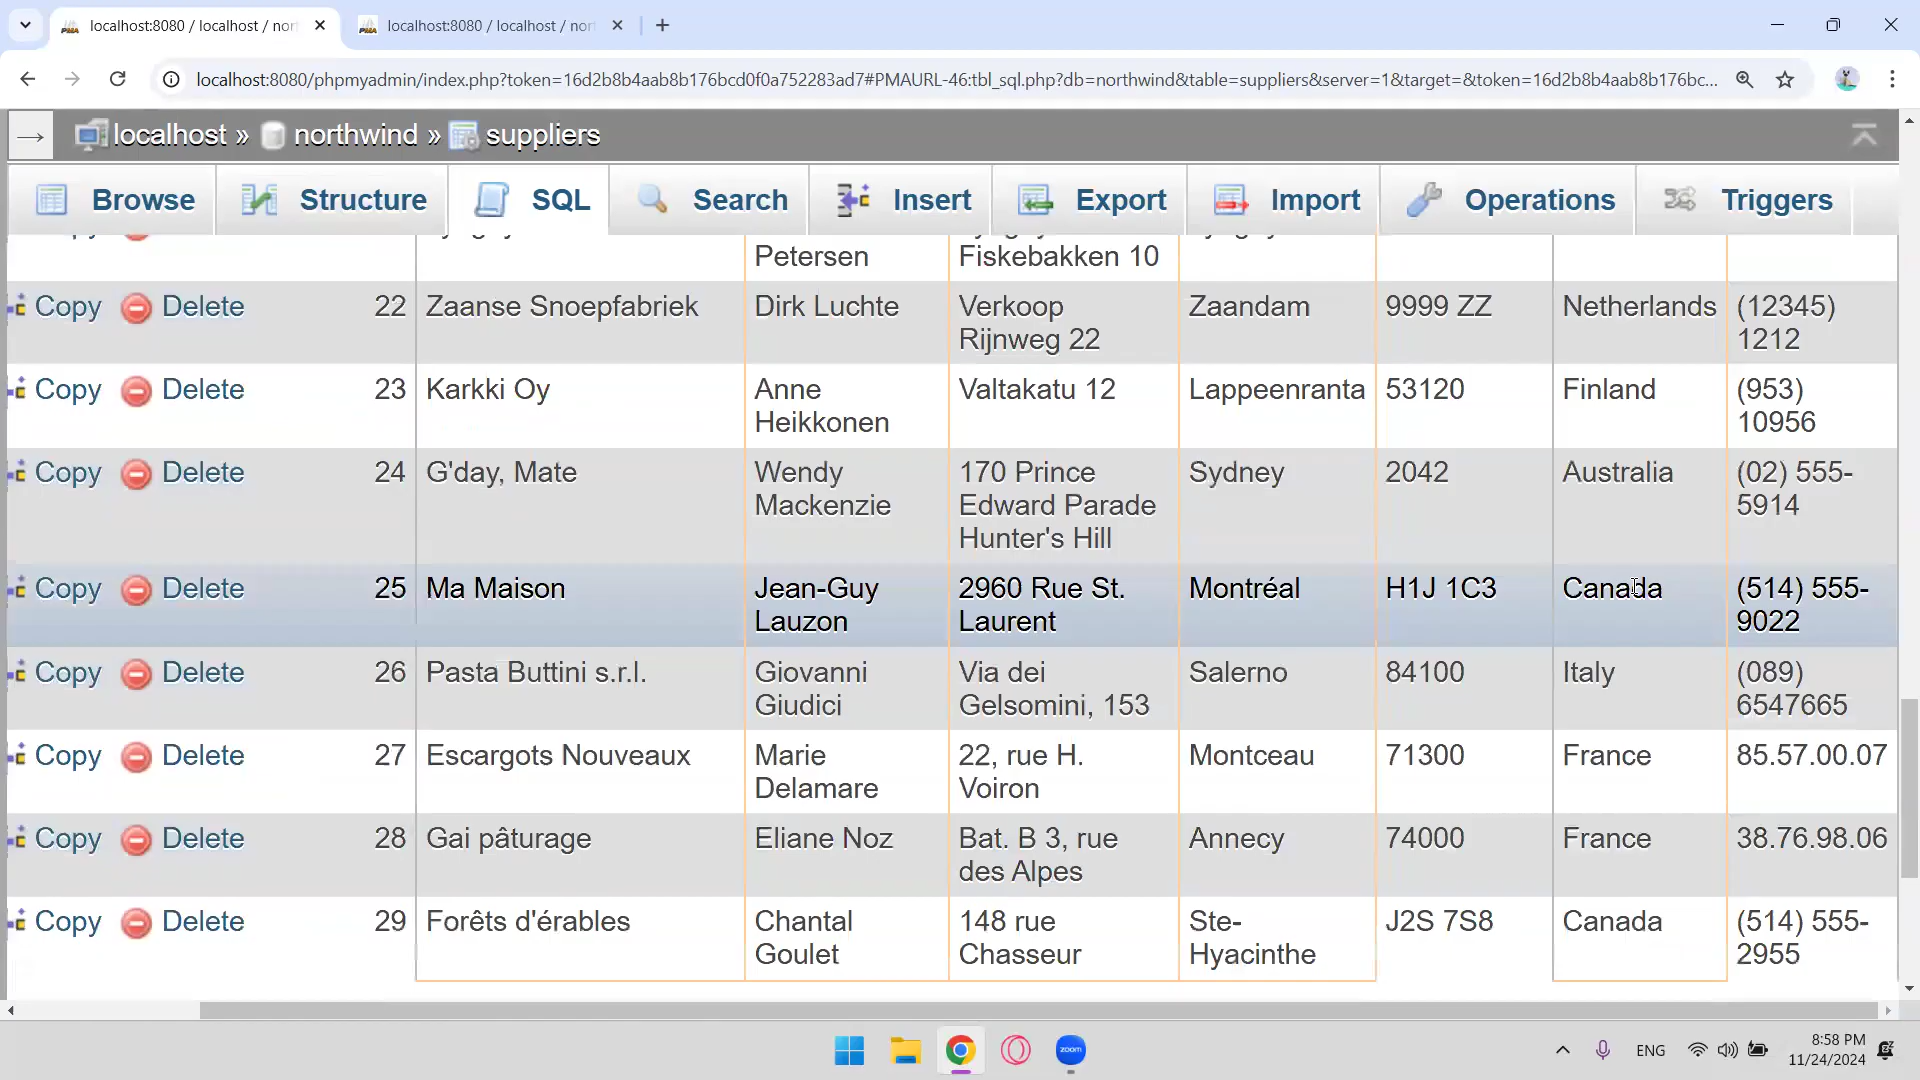 localhost:8080 / localhost / nor
localhost:8080 / localhost / nor
localhost:8080/phpmyadmin/index.php?token=16d2b8b4aab8b176bcd0f0a752283ad7#PMAURL-46:tbl_sql.php?db=northwind&table=suppliers&server=1&target=&token=16d2b8b4aab8b176bc...
localhost » northwind » suppliers
Browse Structure SQL Search Insert Export Import Operations Triggers
Petersen Fiskebakken 10
Copy Delete 22 Zaanse Snoepfabriek Dirk Luchte Verkoop Zaandam 9999 ZZ Netherlands (12345)
Rijnweg 22 1212
Copy Delete 23 Karkki Oy Anne Valtakatu 12 Lappeenranta 53120 Finland (953)
Heikkonen 10956
Copy Delete 24 G'day, Mate Wendy 170 Prince Sydney 2042 Australia (02) 555-
Mackenzie Edward Parade 5914
Hunter's Hill
Copy Delete 25 Ma Maison Jean-Guy 2960 Rue St. Montréal H1J 1C3 Canada (514) 555-
Lauzon Laurent 9022
Copy Delete 26 Pasta Buttini s.r.l. Giovanni Via dei Salerno 84100 Italy (089)
Giudici Gelsomini, 153 6547665
Copy Delete 27 Escargots Nouveaux Marie 22, rue H. Montceau 71300 France 85.57.00.07
Delamare Voiron
Copy Delete 28 Gai pâturage Eliane Noz Bat. B 3, rue Annecy 74000 France 38.76.98.06
des Alpes
Copy Delete 29 Forêts d'érables Chantal 148 rue Ste- J2S 7S8 Canada (514) 555-
Goulet Chasseur Hyacinthe 2955
zoom
ENG
8:58 PM
11/24/2024